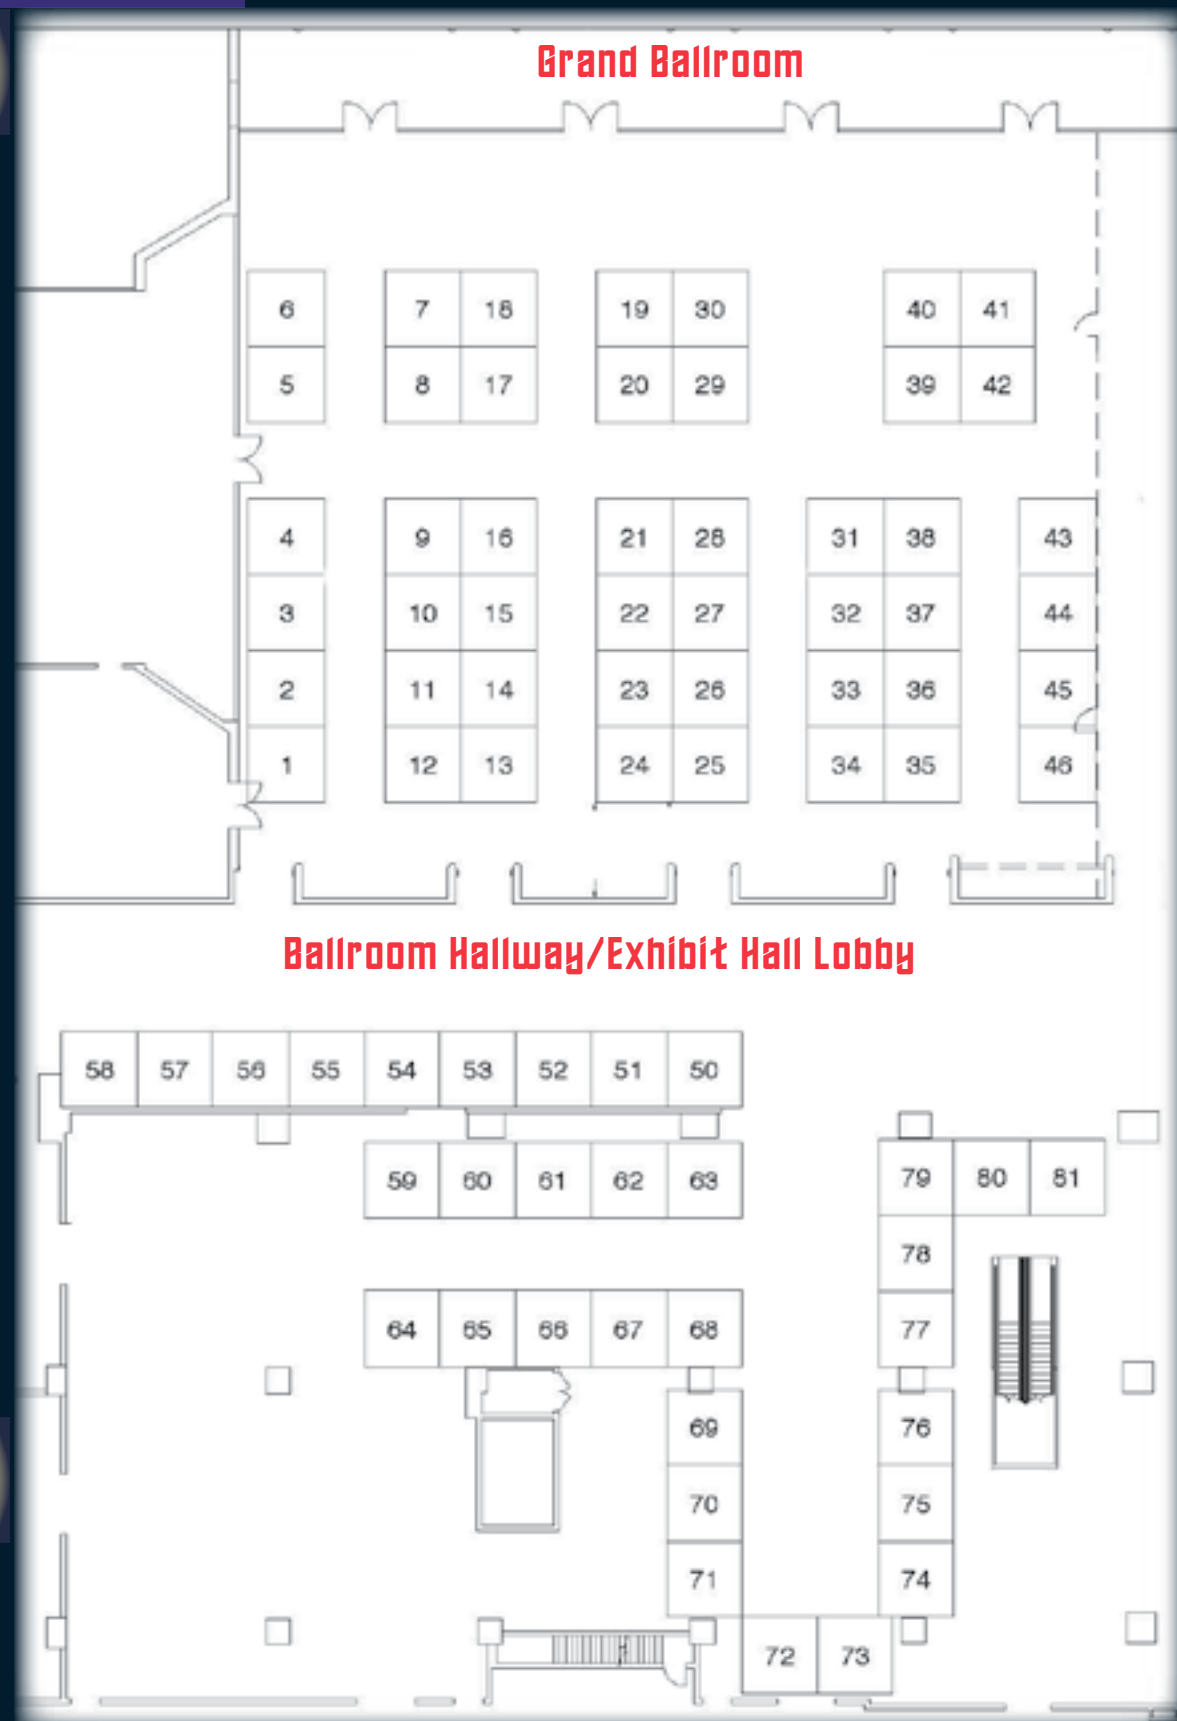 Grand Ballroom
6 7 18 19 30 40 41
5 8 17 20 29 39 42
4 9 16 21 28 31 38 43
3 10 15 22 27 32 37 44
2 11 14 23 26 33 36 45
1 12 13 24 25 34 35 46
Ballroom Hallway/Exhibit Hall Lobby
58 57 56 55 54 53 52 51 50
59 60 61 62 63 79 80 81
78
64 65 66 67 68 77
69 76
70 75
71 74
72 73